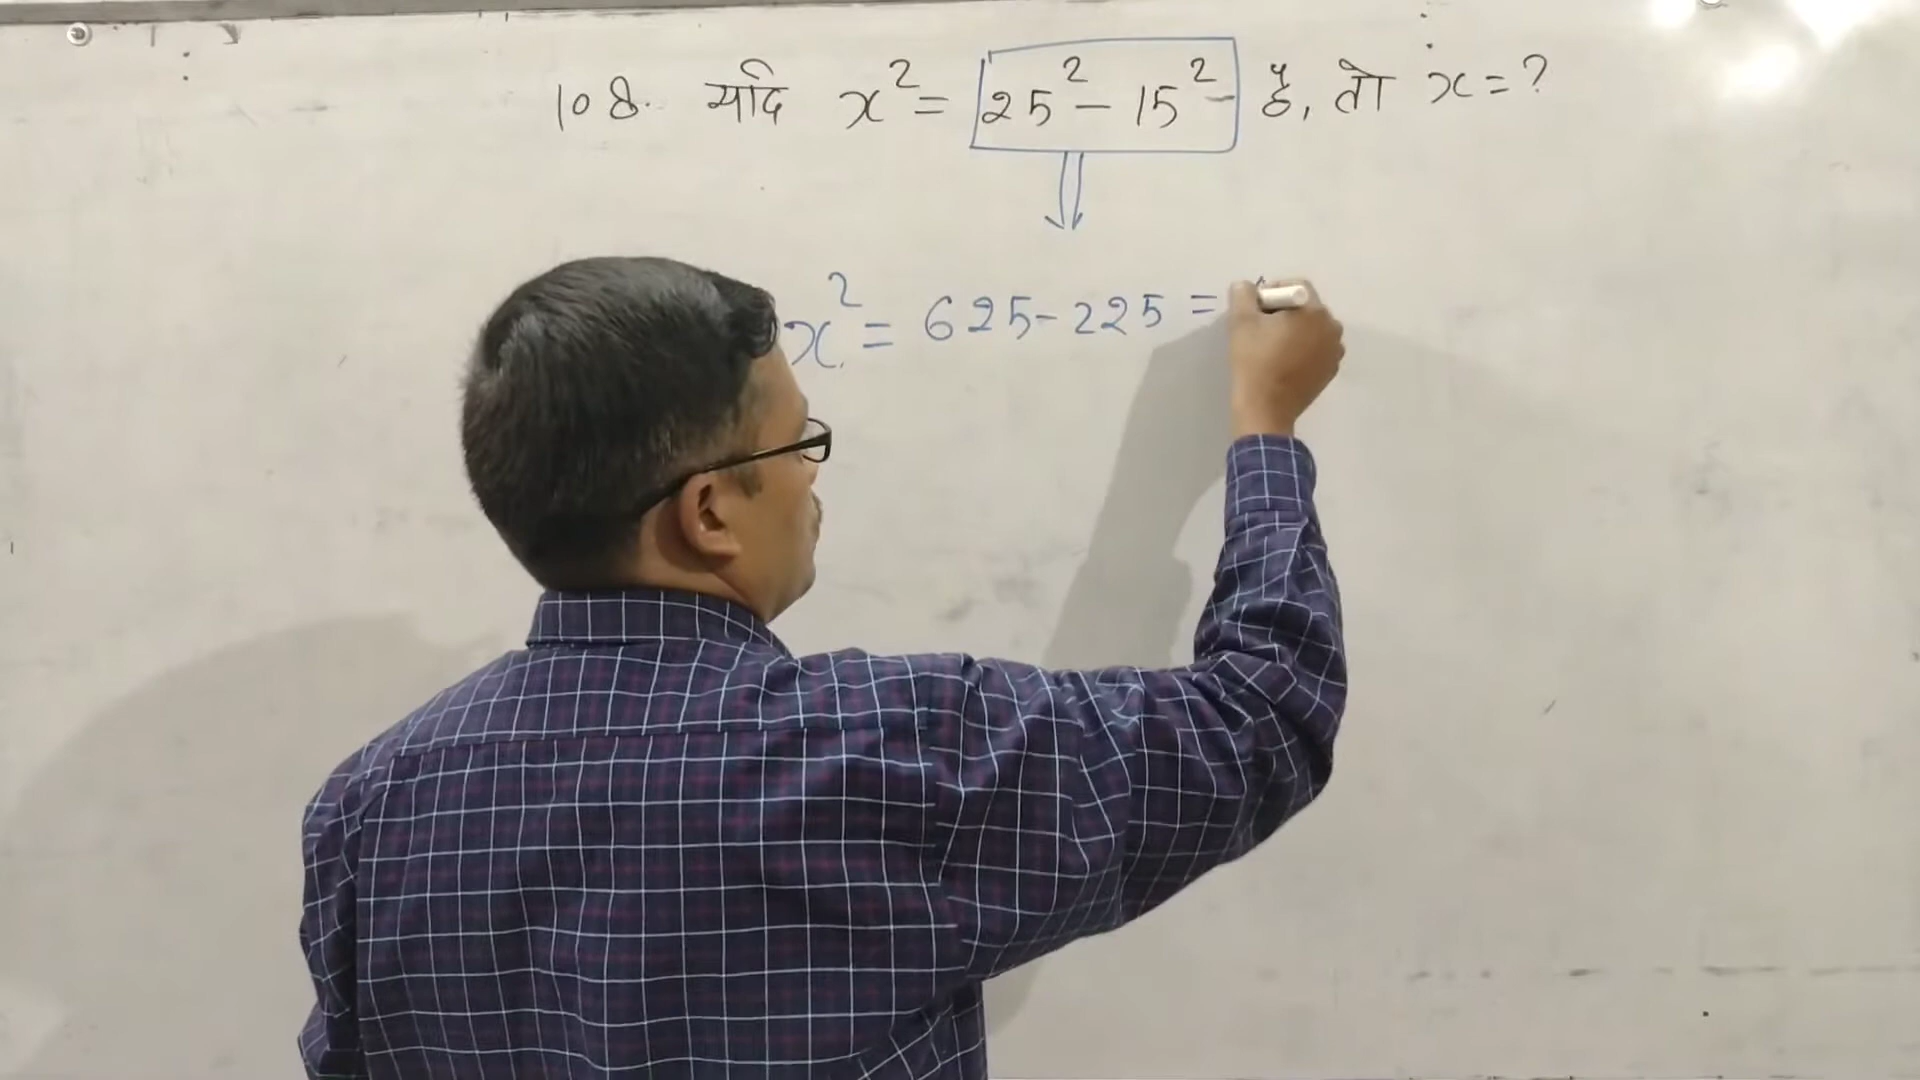 108. यदि x² = 25² - 15² है, तो x = ?
x² = 625 - 225 =